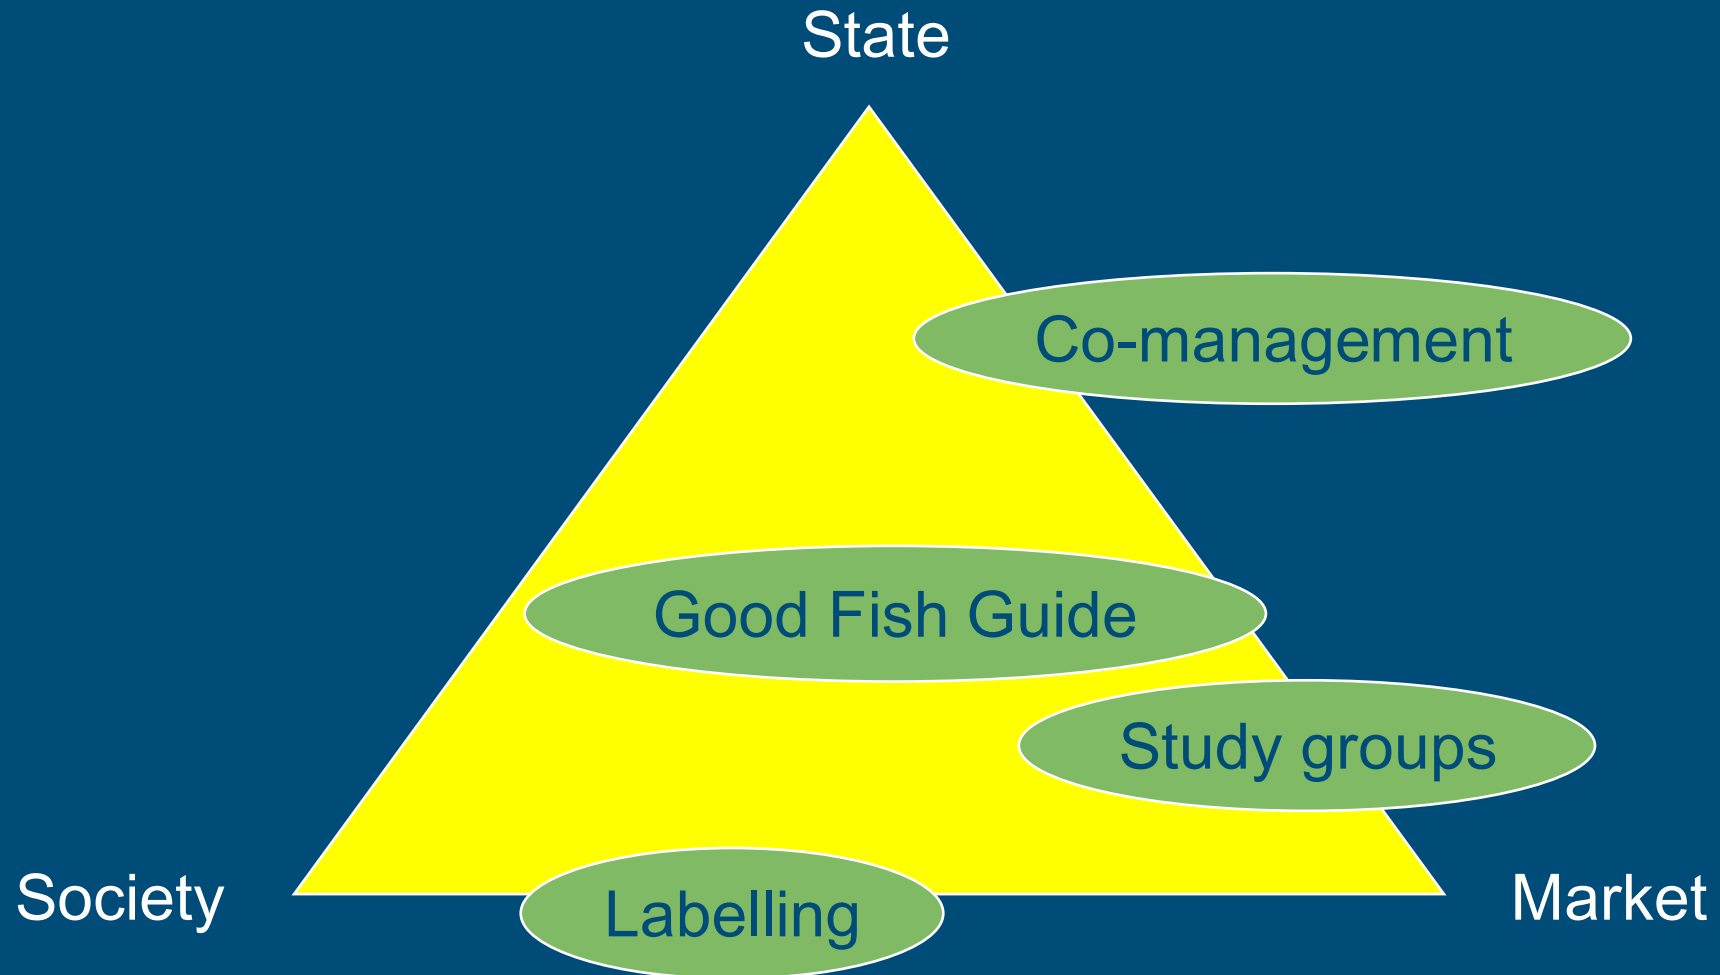 State
Co-management
Good Fish Guide
Study groups
Society
Market
Labelling